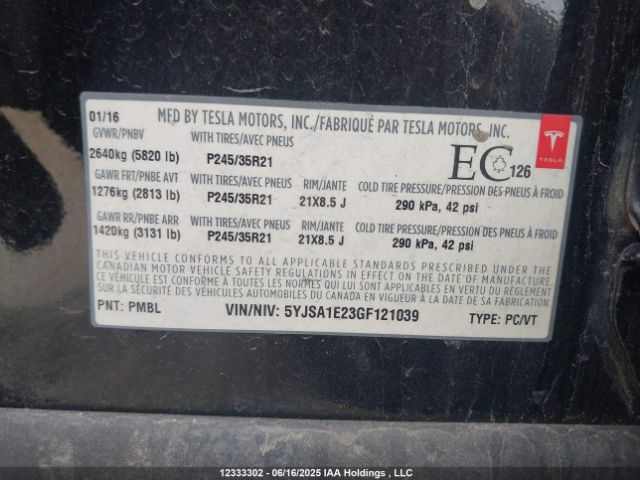 01/16 MFD BY TESLA MOTORS, INC./FABRIQUÉ PAR TESLA MOTORS, INC.
GVWR/PNBV WITH TIRES/AVEC PNEUS
2640kg (5820 lb) P245/35R21 EC 126 TESLA
GAWR FRT/PNBE AVT WITH TIRES/AVEC PNEUS RIM/JANTE COLD TIRE PRESSURE/PRESSION DES PNEUS À FROID
1276kg (2813 lb) P245/35R21 21X8.5 J 290 kPa, 42 psi
GAWR RR/PNBE ARR WITH TIRES/AVEC PNEUS RIM/JANTE COLD TIRE PRESSURE/PRESSION DES PNEUS À FROID
1420kg (3131 lb) P245/35R21 21X8.5 J 290 kPa, 42 psi
THIS VEHICLE CONFORMS TO ALL APPLICABLE STANDARDS PRESCRIBED UNDER THE
CANADIAN MOTOR VEHICLE SAFETY REGULATIONS IN EFFECT ON THE DATE OF MANUFACTURE
CE VÉHICULE EST CONFORME À TOUTES LES NORMES QUI LUI SONT APPLICABLES EN VERTU DU RÈGLEMENT
SUR LA SÉCURITÉ DES VÉHICULES AUTOMOBILES DU CANADA EN VIGUEUR À LA DATE DE SA FABRICATION
PNT: PMBL VIN/NIV: 5YJSA1E23GF121039 TYPE: PC/VT
12333302 - 06/16/2025 IAA Holdings , LLC